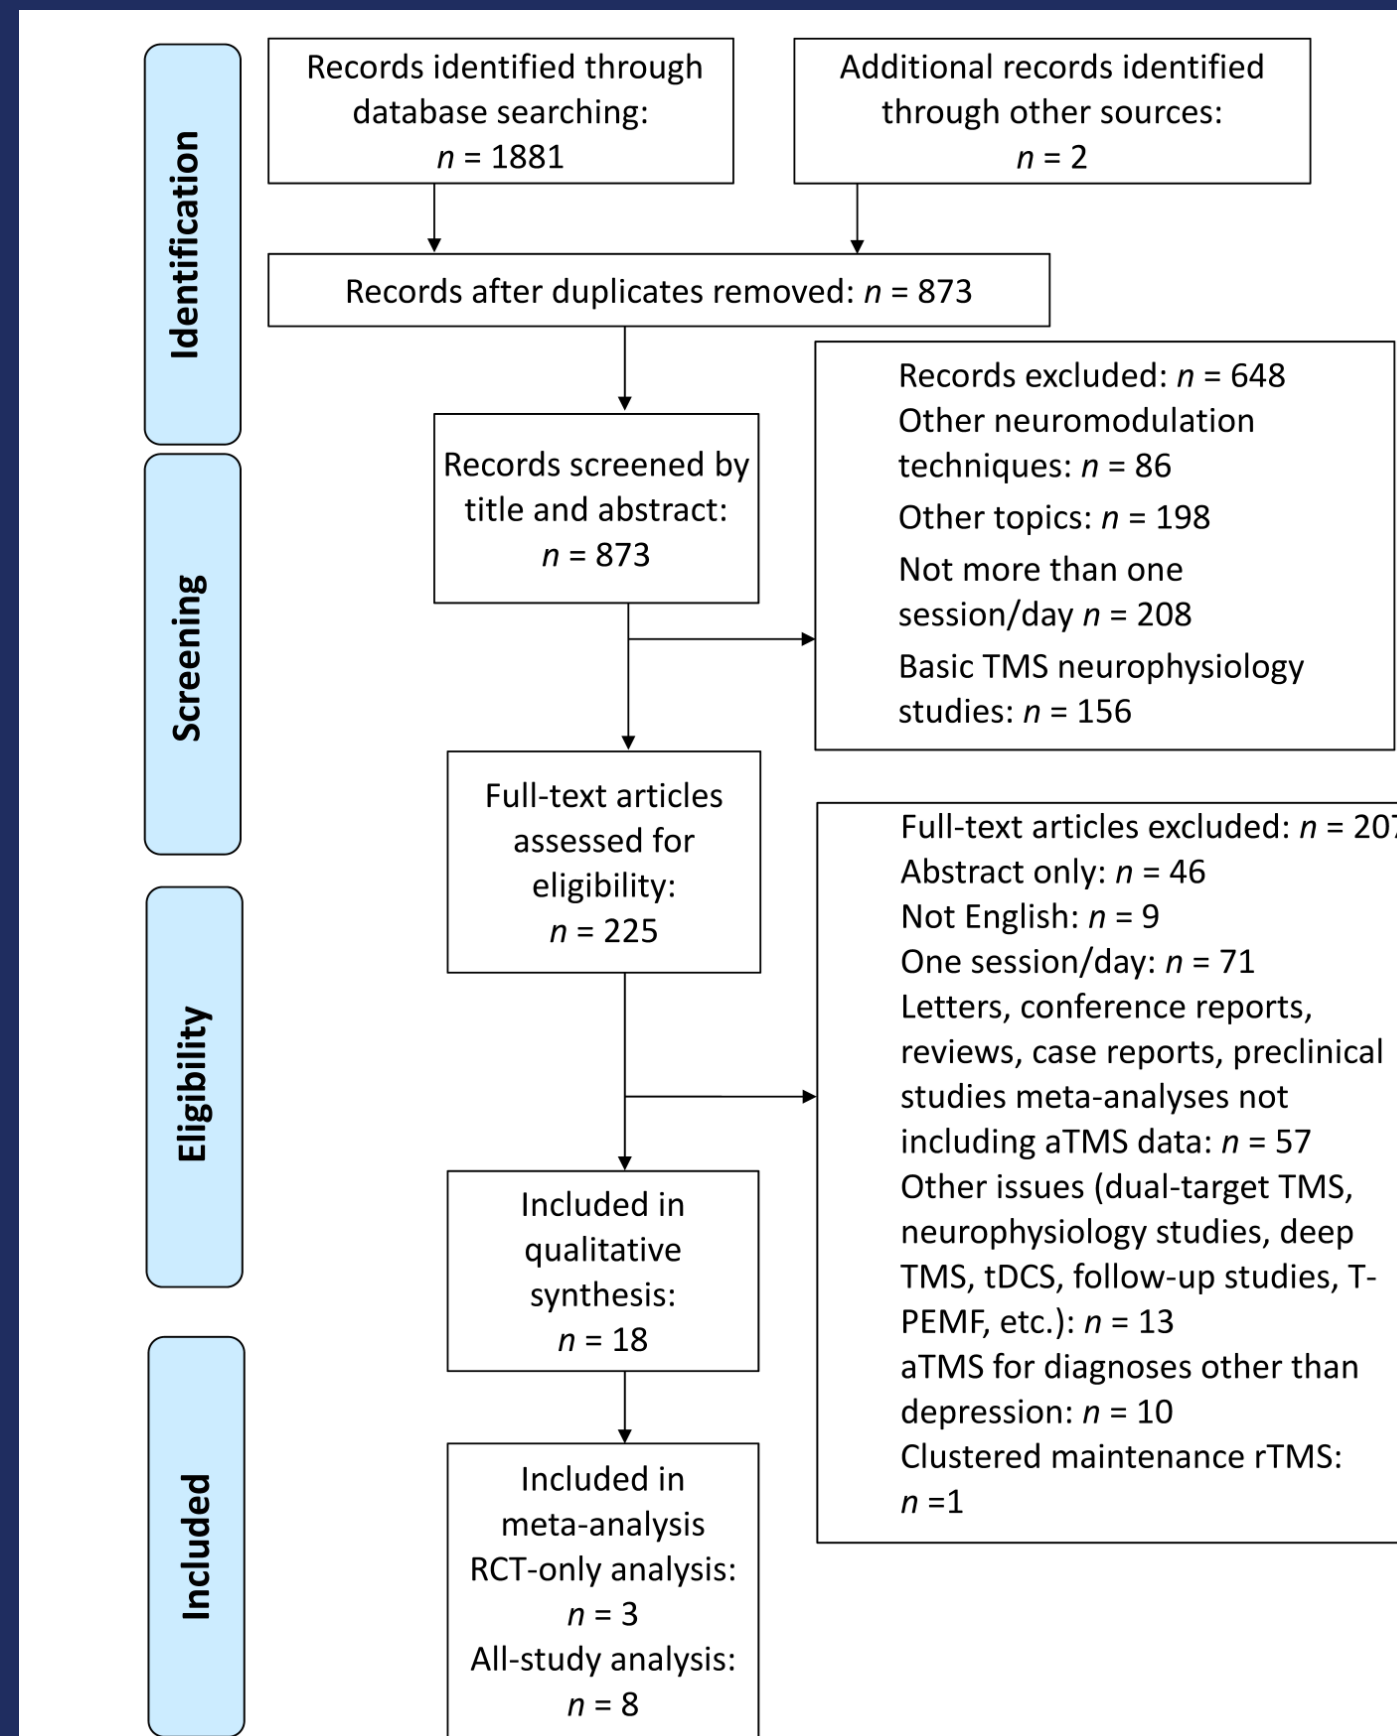 Identification
Records identified through
database searching:
n = 1881
Additional records identified
through other sources:
n = 2
Records after duplicates removed: n = 873
Screening
Records screened by
title and abstract:
n = 873
Records excluded: n = 648
Other neuromodulation
techniques: n = 86
Other topics: n = 198
Not more than one
session/day n = 208
Basic TMS neurophysiology
studies: n = 156
Eligibility
Full-text articles
assessed for
eligibility:
n = 225
Full-text articles excluded: n = 207
Abstract only: n = 46
Not English: n = 9
One session/day: n = 71
Letters, conference reports,
reviews, case reports, preclinical
studies meta-analyses not
including aTMS data: n = 57
Other issues (dual-target TMS,
neurophysiology studies, deep
TMS, tDCS, follow-up studies, T-
PEMF, etc.): n = 13
aTMS for diagnoses other than
depression: n = 10
Clustered maintenance rTMS:
n =1
Included in
qualitative
synthesis:
n = 18
Included
Included in
meta-analysis
RCT-only analysis:
n = 3
All-study analysis:
n = 8